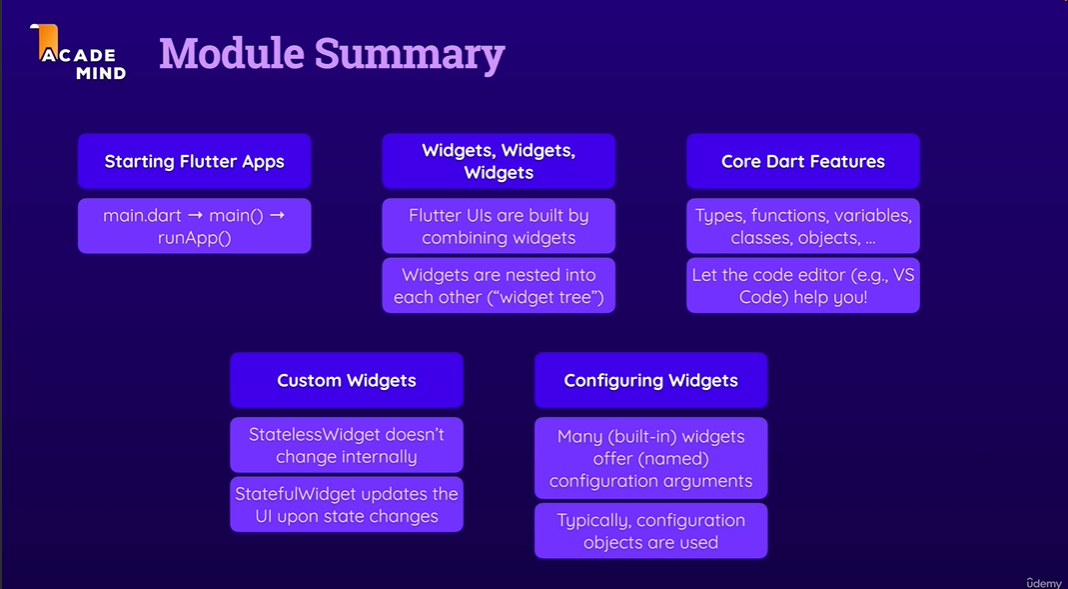 ACADE
MIND
Module Summary
Starting Flutter Apps
main.dart → main() →
runApp()
Widgets, Widgets,
Widgets
Flutter UIs are built by
combining widgets
Widgets are nested into
each other (“widget tree”)
Core Dart Features
Types, functions, variables,
classes, objects, ...
Let the code editor (e.g., VS
Code) help you!
Custom Widgets
StatelessWidget doesn’t
change internally
StatefulWidget updates the
UI upon state changes
Configuring Widgets
Many (built-in) widgets
offer (named)
configuration arguments
Typically, configuration
objects are used
ûdemy